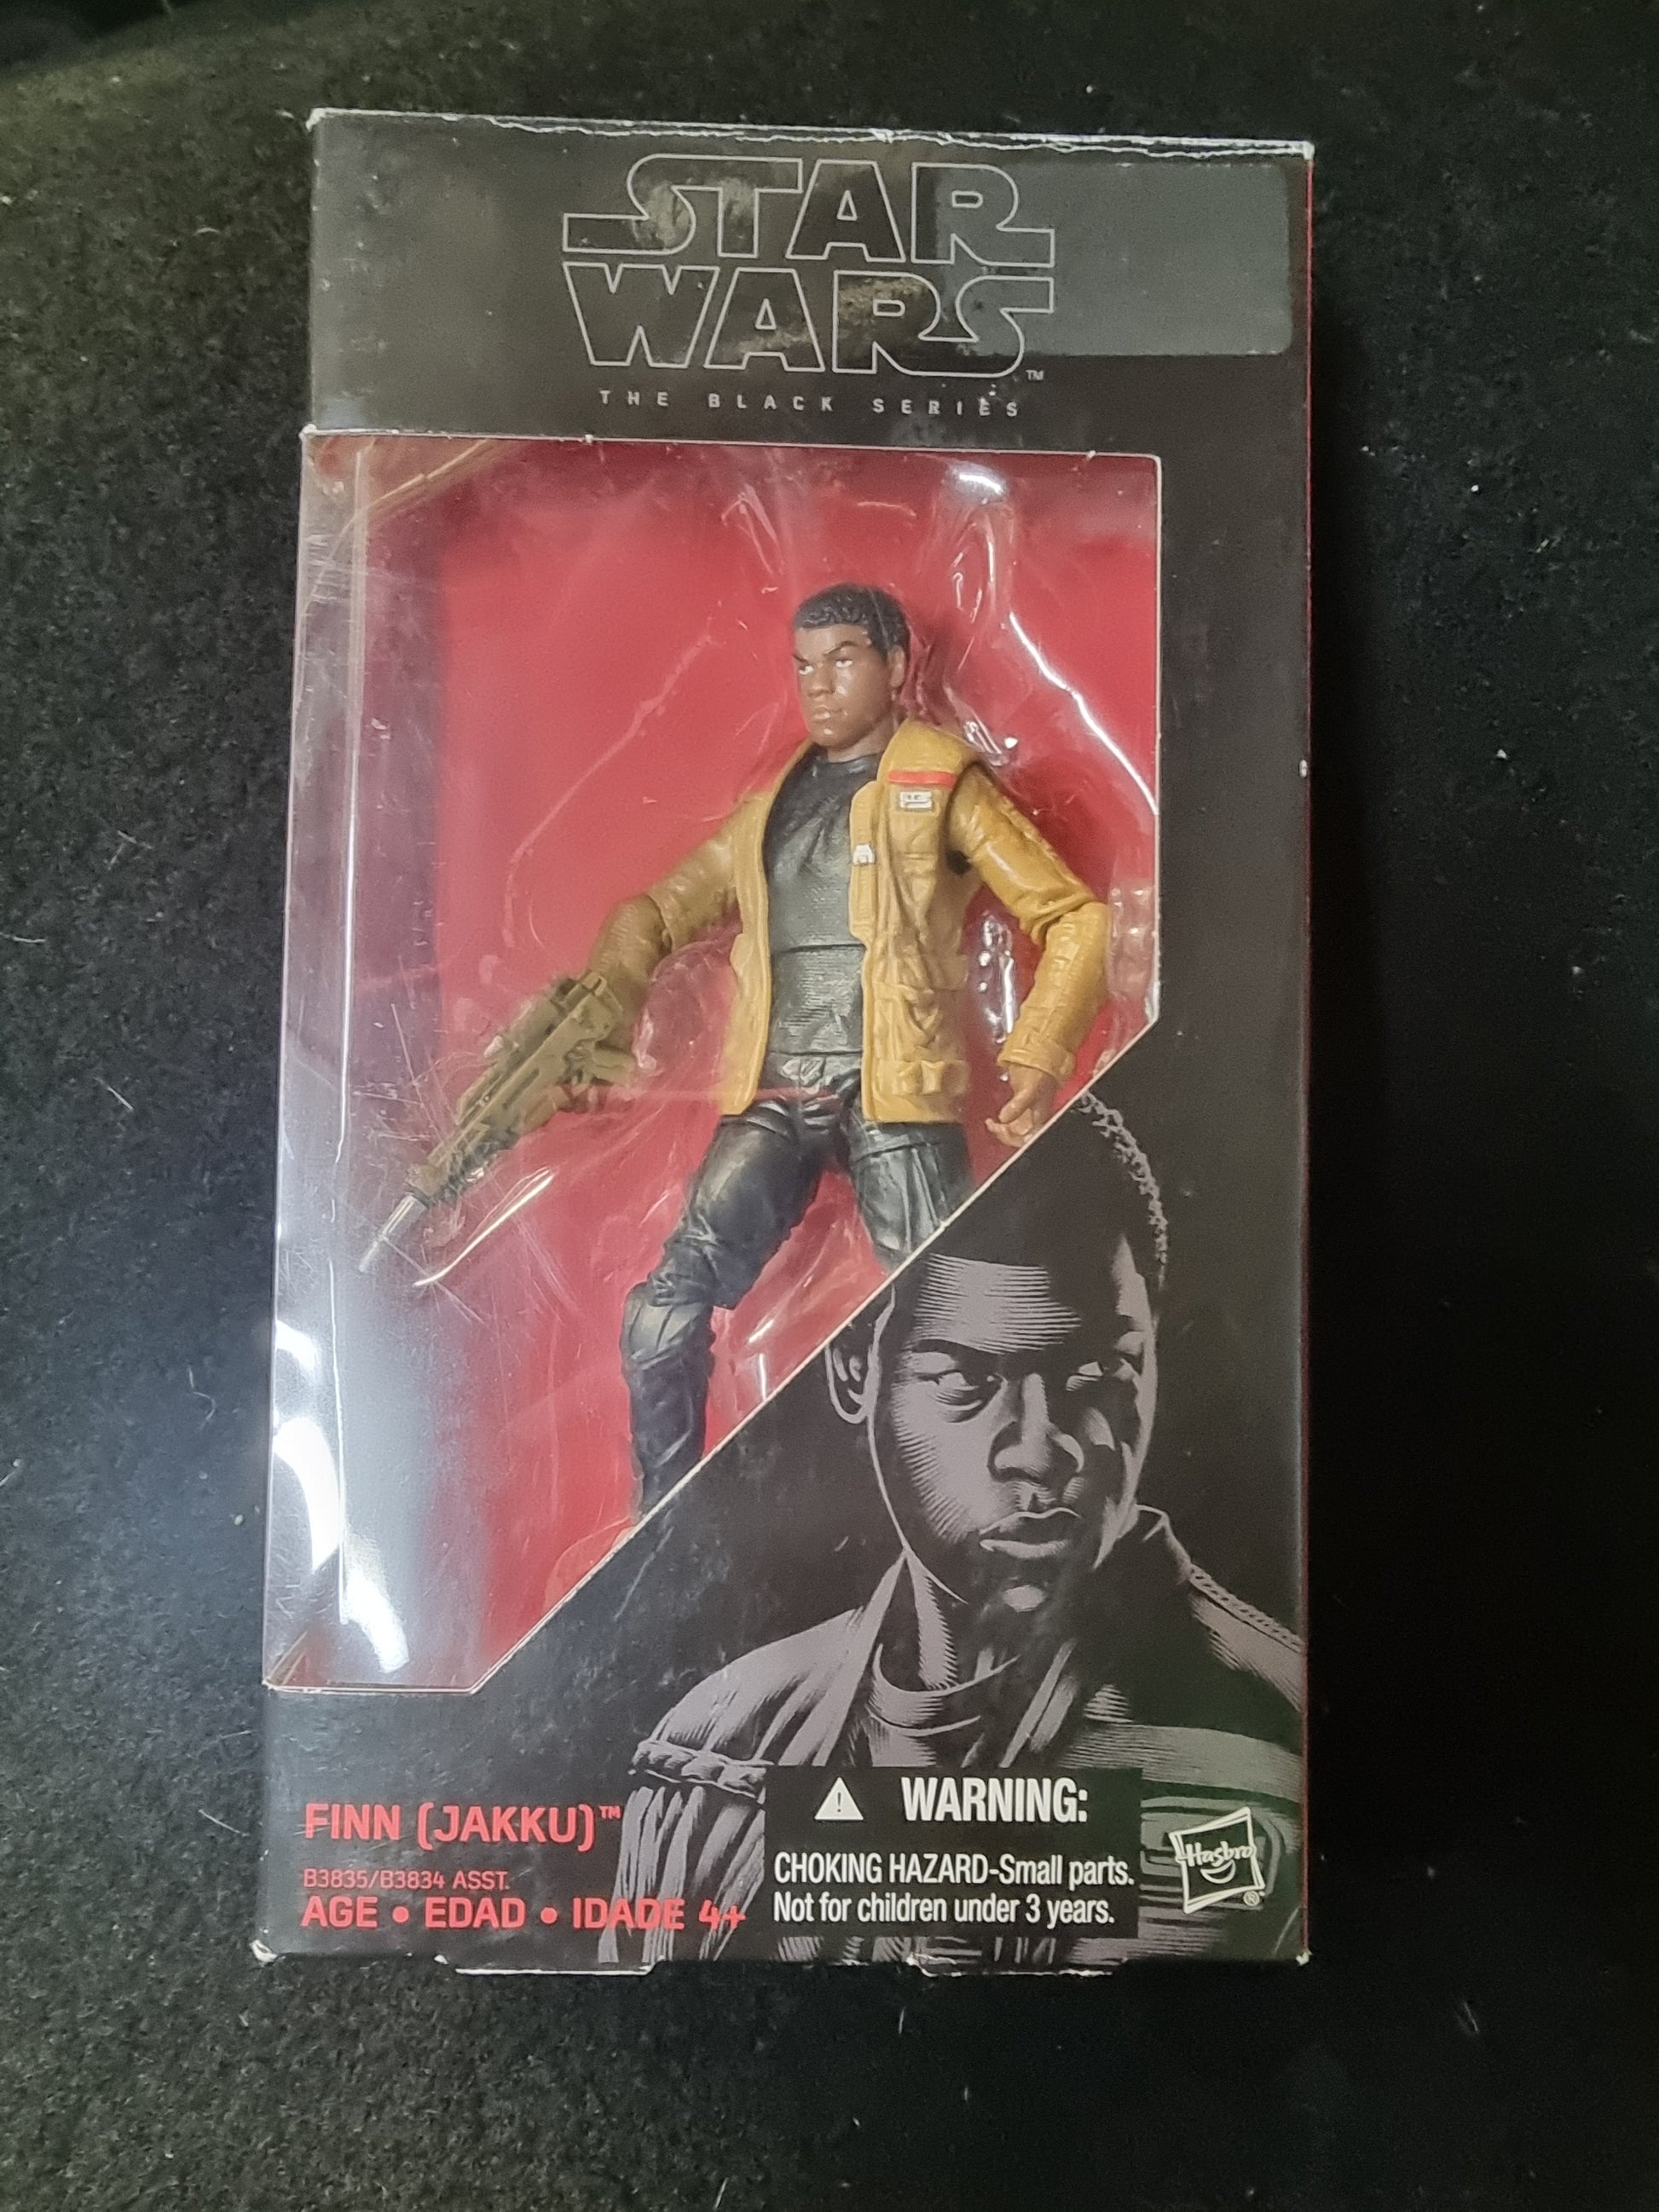 STAR
WARS™
THE BLACK SERIES
FINN (JAKKU)™
B3835/B3834 ASST.
AGE • EDAD • IDADE 4+
⚠ WARNING:
CHOKING HAZARD-Small parts.
Not for children under 3 years.
Hasbro®